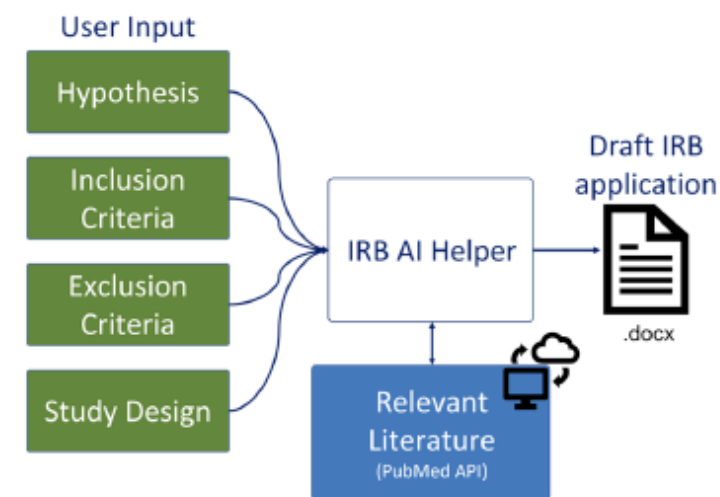 User Input
Hypothesis
Inclusion
Criteria
Exclusion
Criteria
Study Design
IRB AI Helper
Relevant
Literature
(PubMed API)
Draft IRB
application
.docx